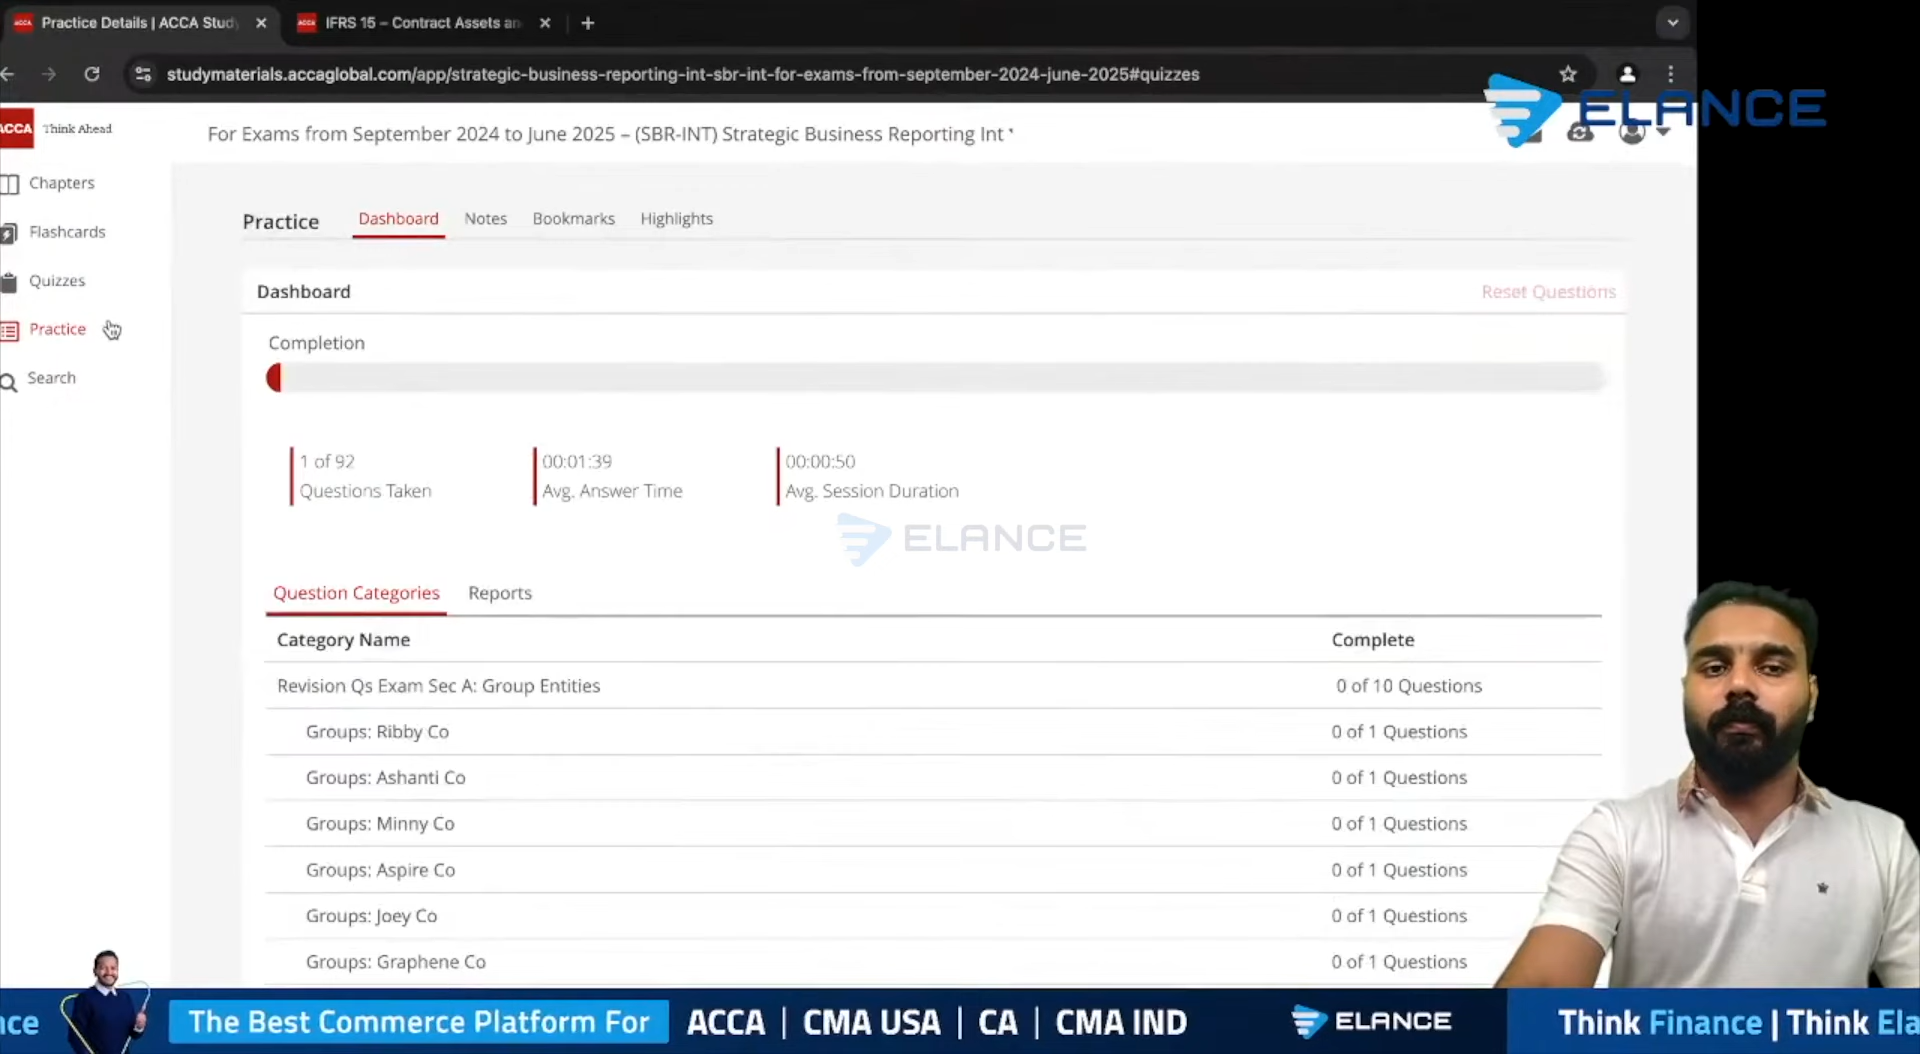 Practice Details | ACCA Stud
IFRS 15 – Contract Assets an
studymaterials.accaglobal.com/app/strategic-business-reporting-int-sbr-int-for-exams-from-september-2024-june-2025#quizzes
ACCA Think Ahead
For Exams from September 2024 to June 2025 – (SBR-INT) Strategic Business Reporting Int
ELANCE
Chapters
Flashcards
Quizzes
Practice
Search
Practice Dashboard Notes Bookmarks Highlights
Dashboard Reset Questions
Completion
1 of 92 00:01:39 00:00:50
Questions Taken Avg. Answer Time Avg. Session Duration
ELANCE
Question Categories Reports
Category Name Complete
Revision Qs Exam Sec A: Group Entities 0 of 10 Questions
Groups: Ribby Co 0 of 1 Questions
Groups: Ashanti Co 0 of 1 Questions
Groups: Minny Co 0 of 1 Questions
Groups: Aspire Co 0 of 1 Questions
Groups: Joey Co 0 of 1 Questions
Groups: Graphene Co 0 of 1 Questions
nce The Best Commerce Platform For ACCA | CMA USA | CA | CMA IND ELANCE Think Finance | Think Ela